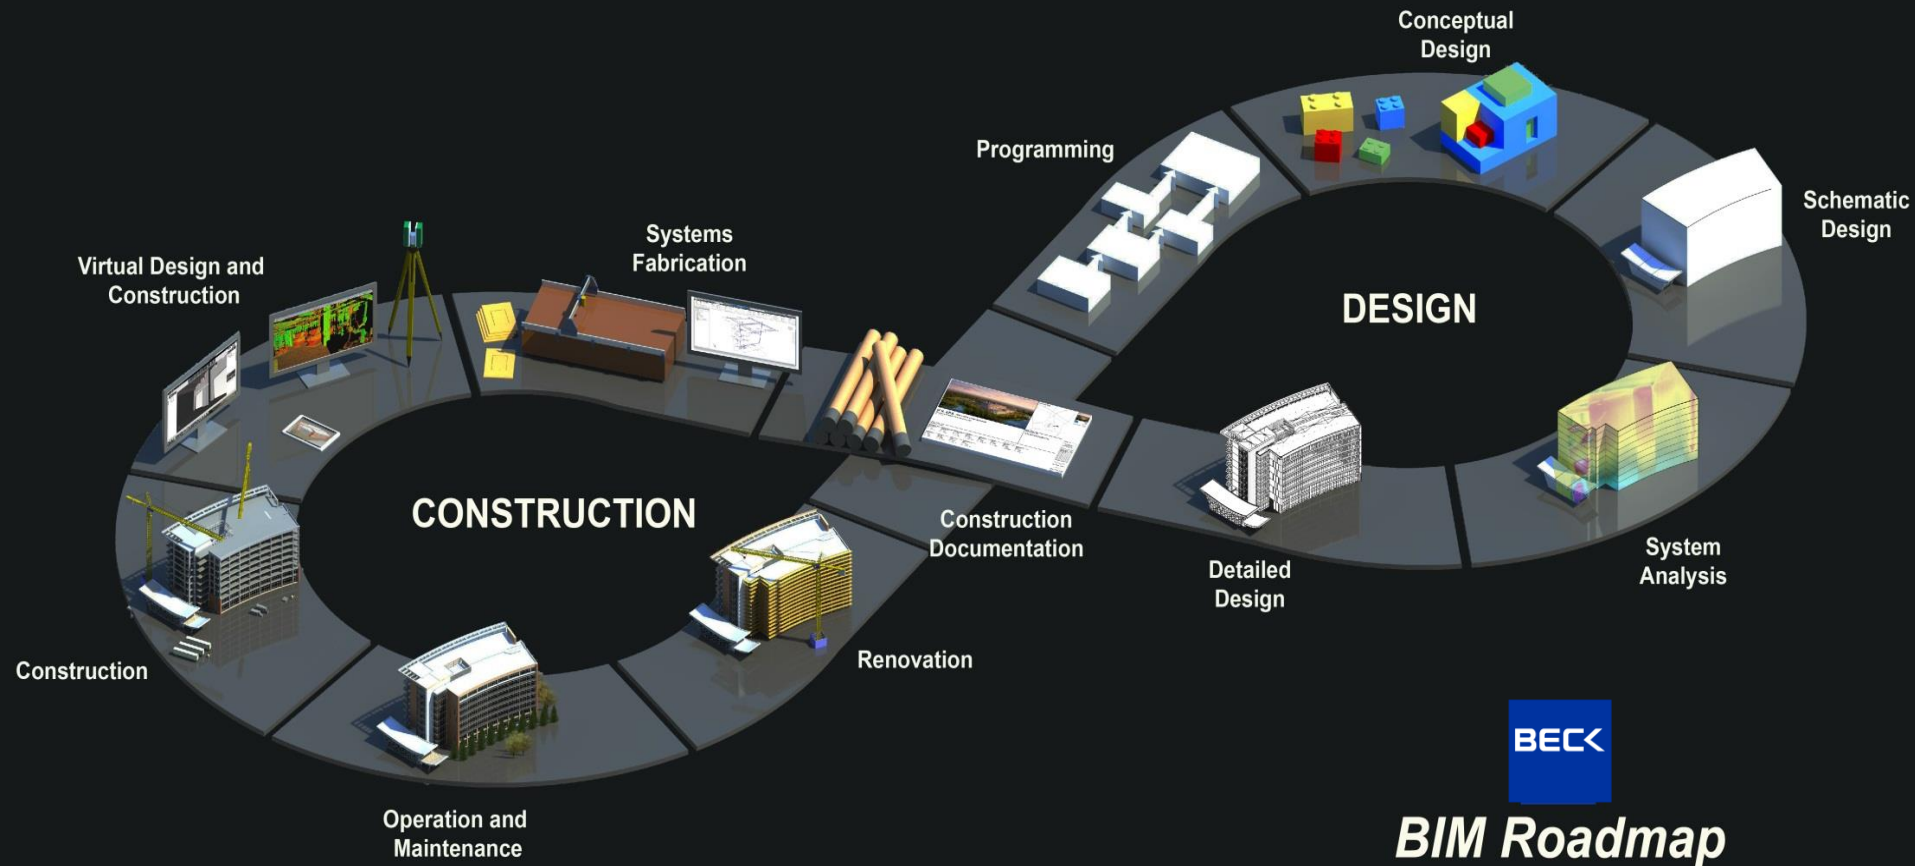 Conceptual
Design
Programming
Schematic
Design
Systems
Fabrication
Virtual Design and
Construction
DESIGN
CONSTRUCTION
Construction
Documentation
System
Analysis
Detailed
Design
Renovation
Construction
Operation and
Maintenance
BECK
BIM Roadmap